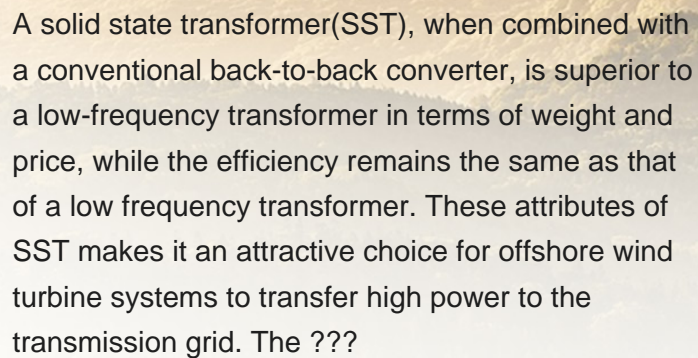 A solid state transformer(SST), when combined with
a conventional back-to-back converter, is superior to
a low-frequency transformer in terms of weight and
price, while the efficiency remains the same as that
of a low frequency transformer. These attributes of
SST makes it an attractive choice for offshore wind
turbine systems to transfer high power to the
transmission grid. The ???